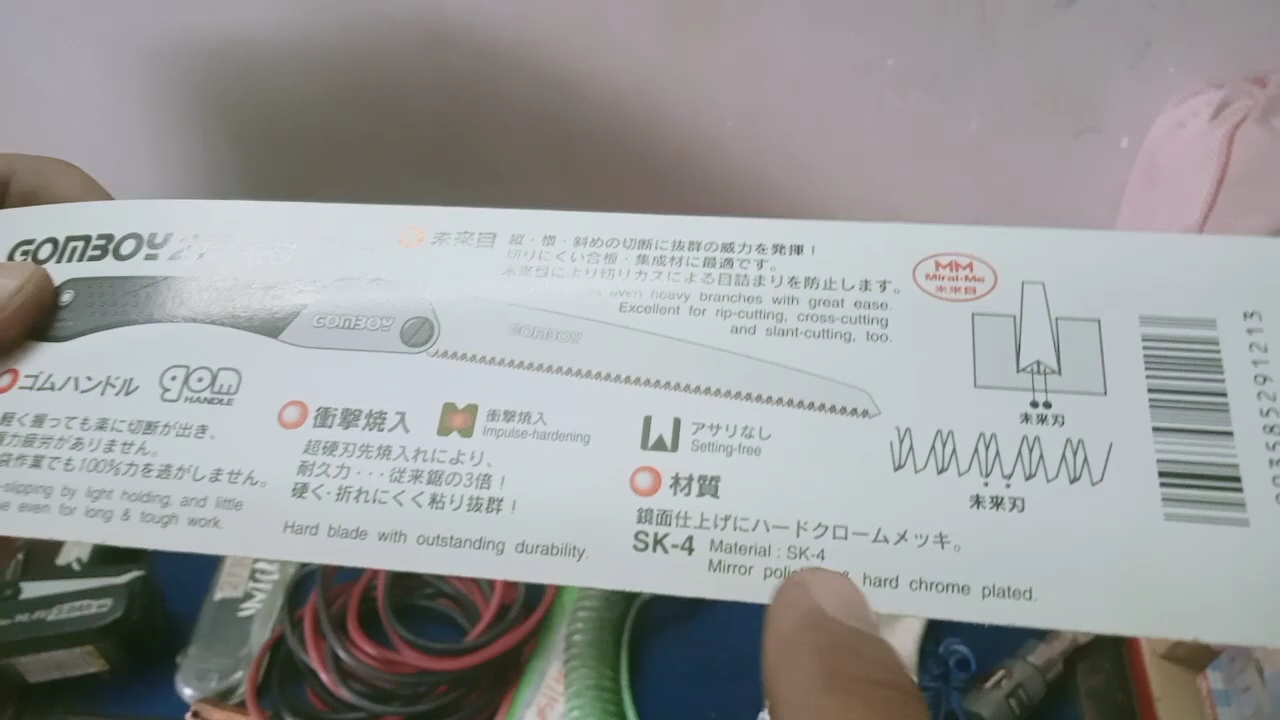 GOMBOY
未来目
縦・横・斜めの切断に抜群の威力を発揮！
切りにくい合板・集成材に最適です。
未来目により切りカスによる目詰まりを防止します。
even heavy branches with great ease.
Excellent for rip-cutting, cross-cutting
and slant-cutting, too.
MM
Mirai-Me
未来目
GOMBOY
GOMBOY
未来刃
未来刃
ゴムハンドル
gom
HANDLE
軽く握っても楽に切断が出き、
疲労がありません。
作業でも100%力を逃がしません。
-slipping by light holding, and little
even for long & tough work.
衝撃焼入
衝撃焼入
Impulse-hardening
超硬刃先焼入れにより、
耐久力・・・従来鋸の3倍！
硬く・折れにくく粘り抜群！
Hard blade with outstanding durability.
アサリなし
Setting-free
材質
鏡面仕上げにハードクロームメッキ。
SK-4
Material : SK-4
Mirror hard chrome plated.